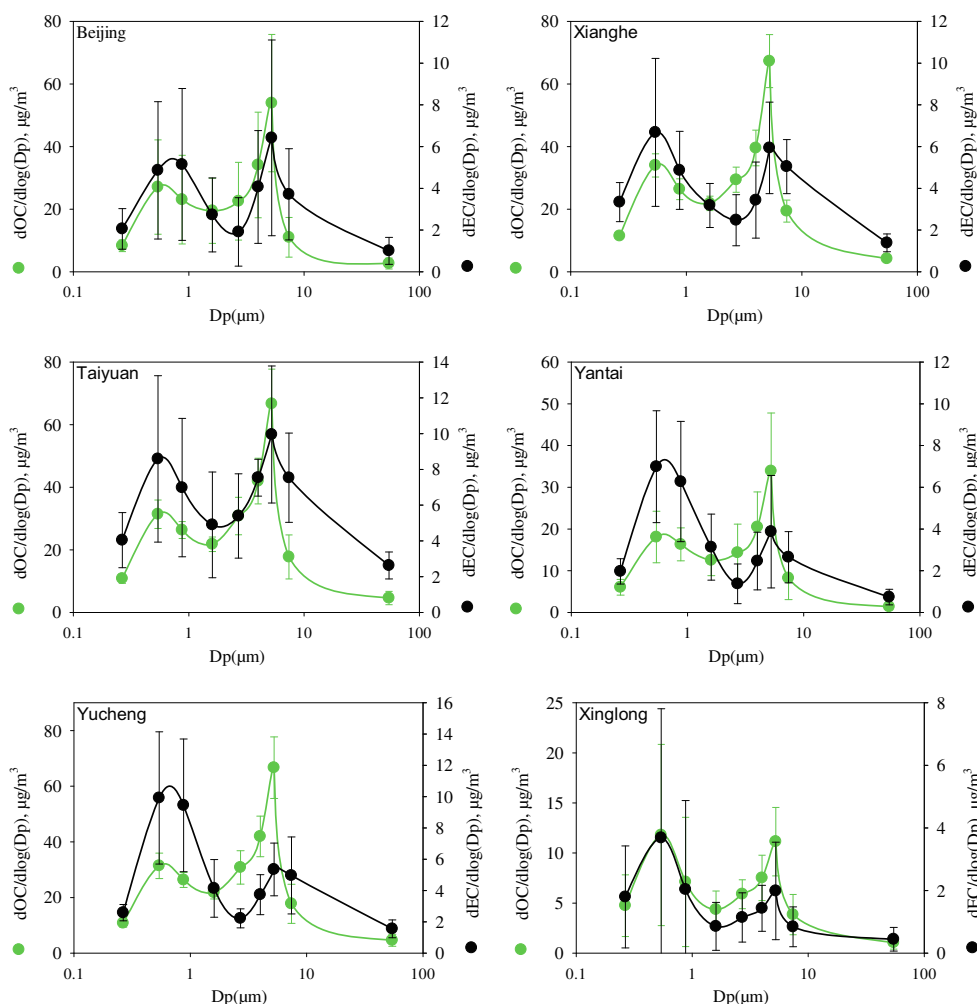 Beijing
80
60
40
20
0
dOC/dlog(Dp), µg/m3
12
10
8
6
4
2
0
dEC/dlog(Dp), µg/m3
0.1 1 10 100
Dp(µm)
Xianghe
80
60
40
20
0
dOC/dlog(Dp), µg/m3
12
10
8
6
4
2
0
dEC/dlog(Dp), µg/m3
0.1 1 10 100
Dp(µm)
Taiyuan
80
60
40
20
0
dOC/dlog(Dp), µg/m3
14
12
10
8
6
4
2
0
dEC/dlog(Dp), µg/m3
0.1 1 10 100
Dp(µm)
Yantai
60
50
40
30
20
10
0
dOC/dlog(Dp), µg/m3
12
10
8
6
4
2
0
dEC/dlog(Dp), µg/m3
0.1 1 10 100
Dp(µm)
Yucheng
80
60
40
20
0
dOC/dlog(Dp), µg/m3
16
14
12
10
8
6
4
2
0
dEC/dlog(Dp), µg/m3
0.1 1 10 100
Dp(µm)
Xinglong
25
20
15
10
5
0
dOC/dlog(Dp), µg/m3
8
6
4
2
0
dEC/dlog(Dp), µg/m3
0.1 1 10 100
Dp(µm)